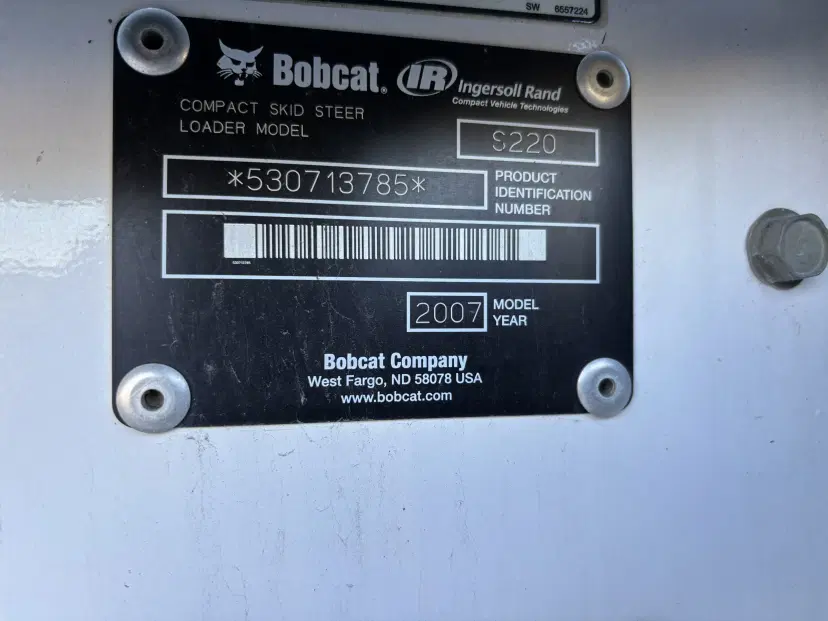 SW 6557224
Bobcat. IR Ingersoll Rand
Compact Vehicle Technologies
COMPACT SKID STEER
LOADER MODEL
S220
*530713785*
PRODUCT
IDENTIFICATION
NUMBER
2007
MODEL
YEAR
Bobcat Company
West Fargo, ND 58078 USA
www.bobcat.com